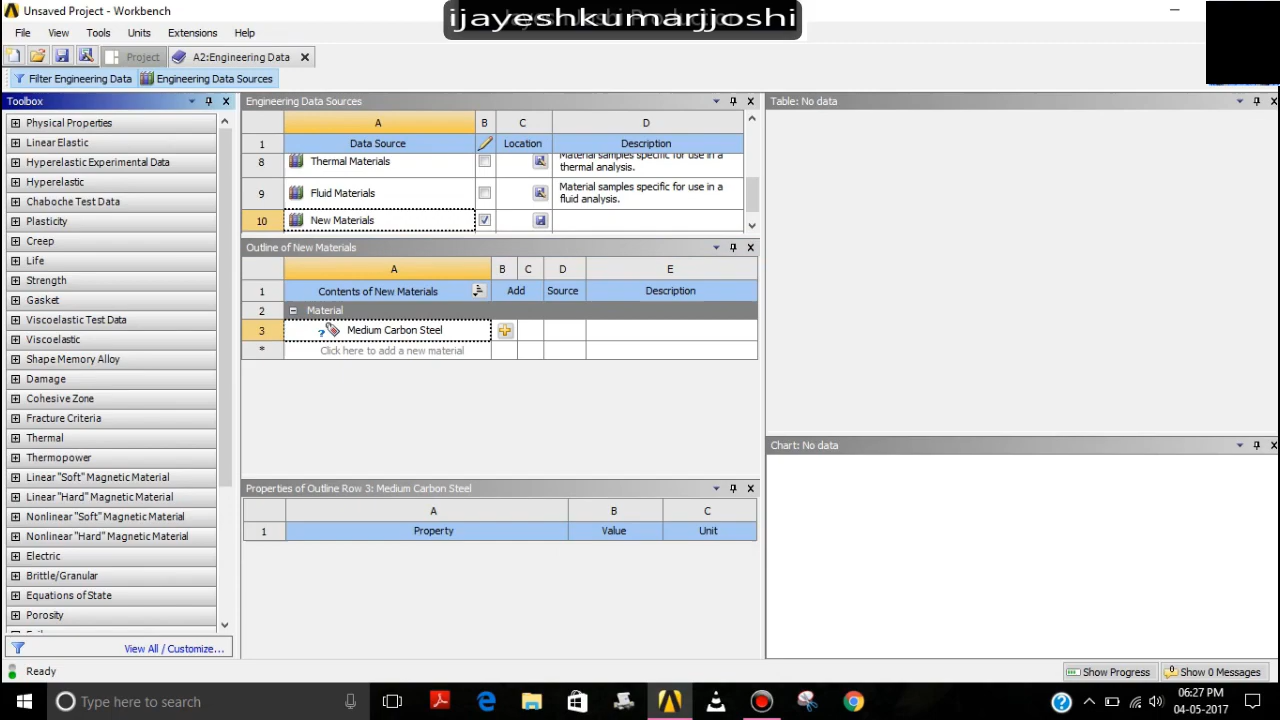 Unsaved Project - Workbench
ijayeshkumarjjoshi
File View Tools Units Extensions Help
Project A2:Engineering Data
Filter Engineering Data Engineering Data Sources
Toolbox
Physical Properties
Linear Elastic
Hyperelastic Experimental Data
Hyperelastic
Chaboche Test Data
Plasticity
Creep
Life
Strength
Gasket
Viscoelastic Test Data
Viscoelastic
Shape Memory Alloy
Damage
Cohesive Zone
Fracture Criteria
Thermal
Thermopower
Linear "Soft" Magnetic Material
Linear "Hard" Magnetic Material
Nonlinear "Soft" Magnetic Material
Nonlinear "Hard" Magnetic Material
Electric
Brittle/Granular
Equations of State
Porosity
View All / Customize...
Engineering Data Sources
A B C D
1 Data Source Location Description
8 Thermal Materials Material samples specific for use in a thermal analysis.
9 Fluid Materials Material samples specific for use in a fluid analysis.
10 New Materials
Outline of New Materials
A B C D E
1 Contents of New Materials Add Source Description
2 Material
3 ? Medium Carbon Steel
* Click here to add a new material
Properties of Outline Row 3: Medium Carbon Steel
A B C
1 Property Value Unit
Table: No data
Chart: No data
Ready
Show Progress Show 0 Messages
Type here to search
06:27 PM
04-05-2017